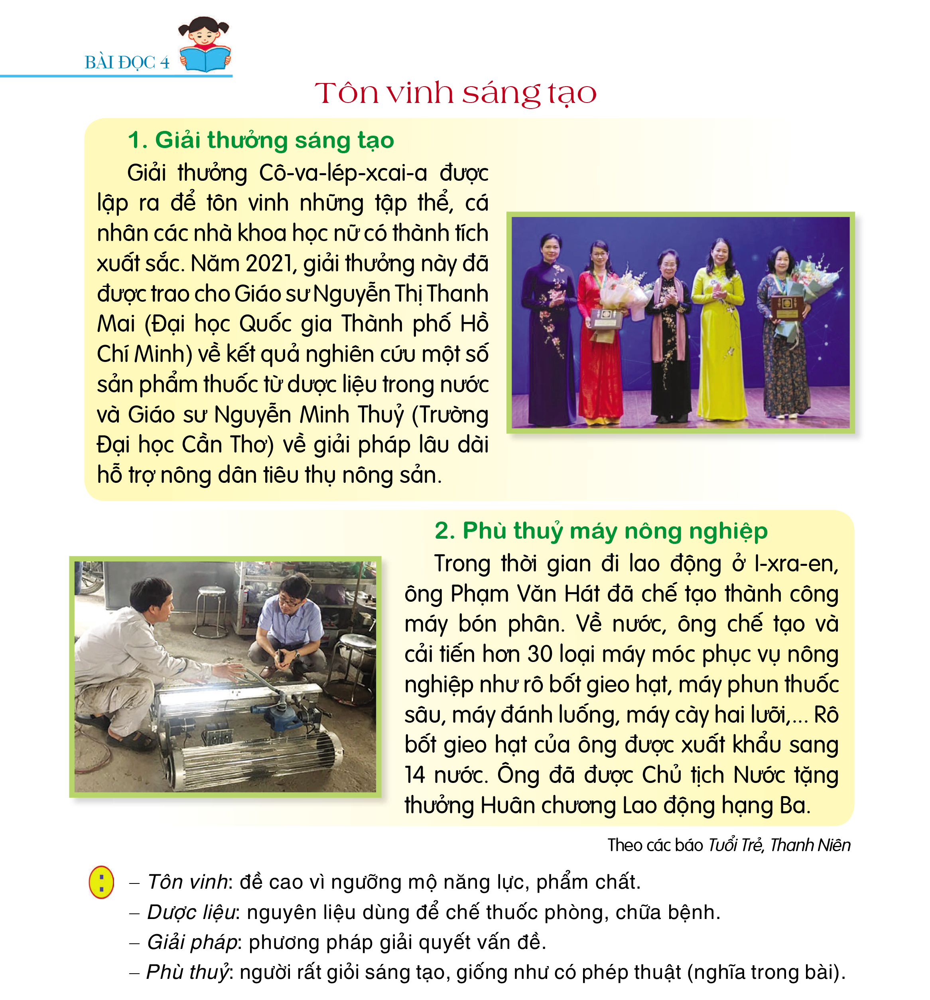 BÀI ĐỌC 4
Tôn vinh sáng tạo
1. Giải thưởng sáng tạo
Giải thưởng Cô-va-lép-xcai-a được
lập ra để tôn vinh những tập thể, cá
nhân các nhà khoa học nữ có thành tích
xuất sắc. Năm 2021, giải thưởng này đã
được trao cho Giáo sư Nguyễn Thị Thanh
Mai (Đại học Quốc gia Thành phố Hồ
Chí Minh) về kết quả nghiên cứu một số
sản phẩm thuốc từ dược liệu trong nước
và Giáo sư Nguyễn Minh Thuỷ (Trường
Đại học Cần Thơ) về giải pháp lâu dài
hỗ trợ nông dân tiêu thụ nông sản.
2. Phù thuỷ máy nông nghiệp
Trong thời gian đi lao động ở I-xra-en,
ông Phạm Văn Hát đã chế tạo thành công
máy bón phân. Về nước, ông chế tạo và
cải tiến hơn 30 loại máy móc phục vụ nông
nghiệp như rô bốt gieo hạt, máy phun thuốc
sâu, máy đánh luống, máy cày hai lưỡi,... Rô
bốt gieo hạt của ông được xuất khẩu sang
14 nước. Ông đã được Chủ tịch Nước tặng
thưởng Huân chương Lao động hạng Ba.
Theo các báo Tuổi Trẻ, Thanh Niên
– Tôn vinh: đề cao vì ngưỡng mộ năng lực, phẩm chất.
– Dược liệu: nguyên liệu dùng để chế thuốc phòng, chữa bệnh.
– Giải pháp: phương pháp giải quyết vấn đề.
– Phù thuỷ: người rất giỏi sáng tạo, giống như có phép thuật (nghĩa trong bài).